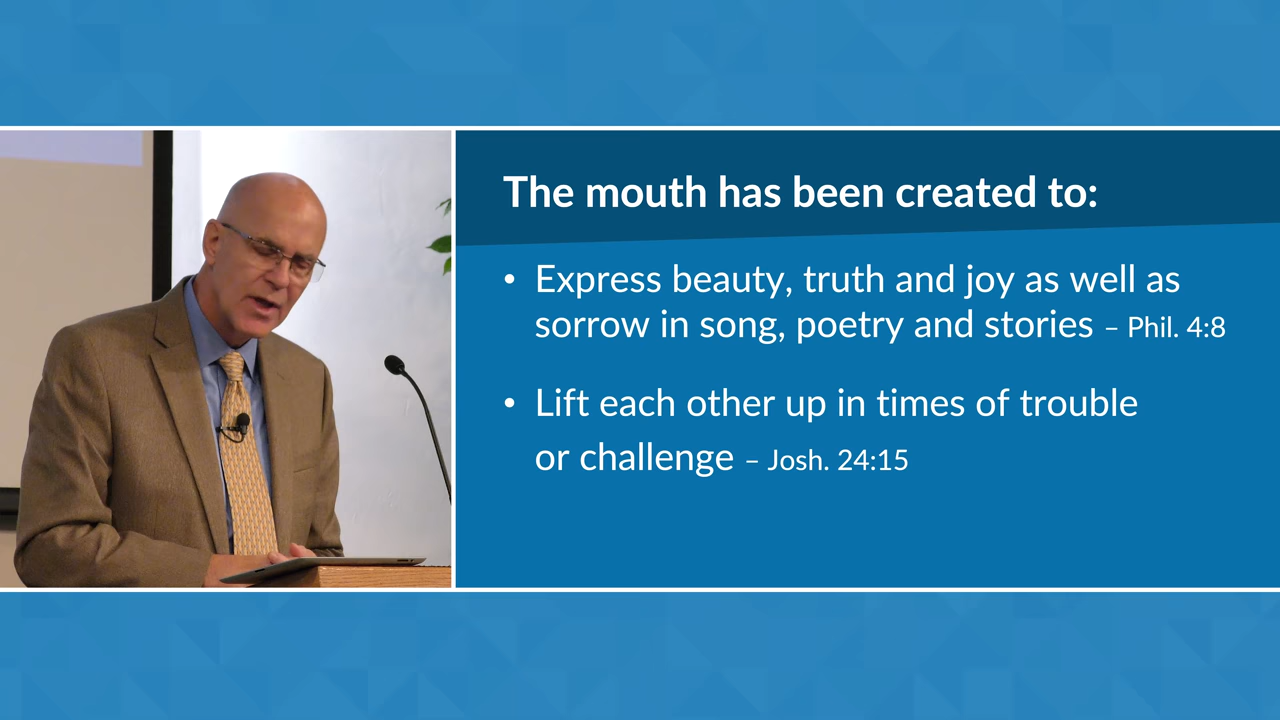 The mouth has been created to:
• Express beauty, truth and joy as well as
sorrow in song, poetry and stories – Phil. 4:8
• Lift each other up in times of trouble
or challenge – Josh. 24:15